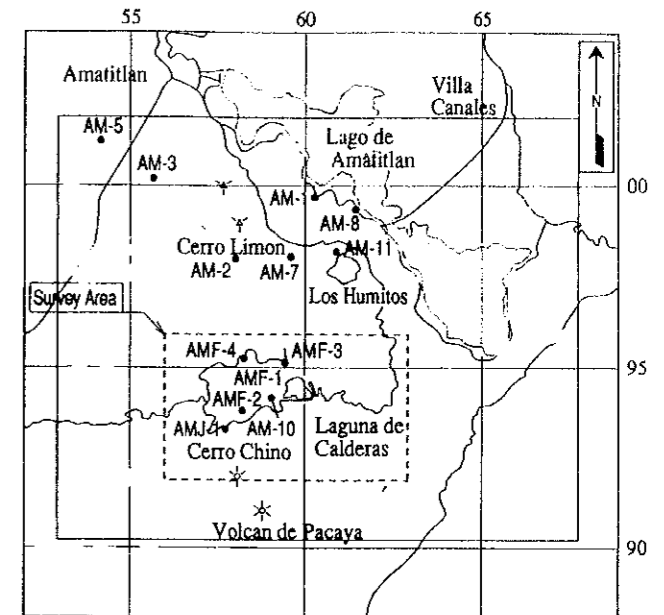 55 60 65
Amatitlan
Villa
Canales
N
AM-5
Lago de
Amatitlan
AM-3
00
AM-1
AM-8
Cerro Limon
AM-11
AM-2
AM-7
Survey Area
Los Humitos
AMF-4
AMF-3
95
AMF-1
AMF-2
AMJ-1
AM-10
Laguna de
Calderas
Cerro Chino
Volcan de Pacaya
90